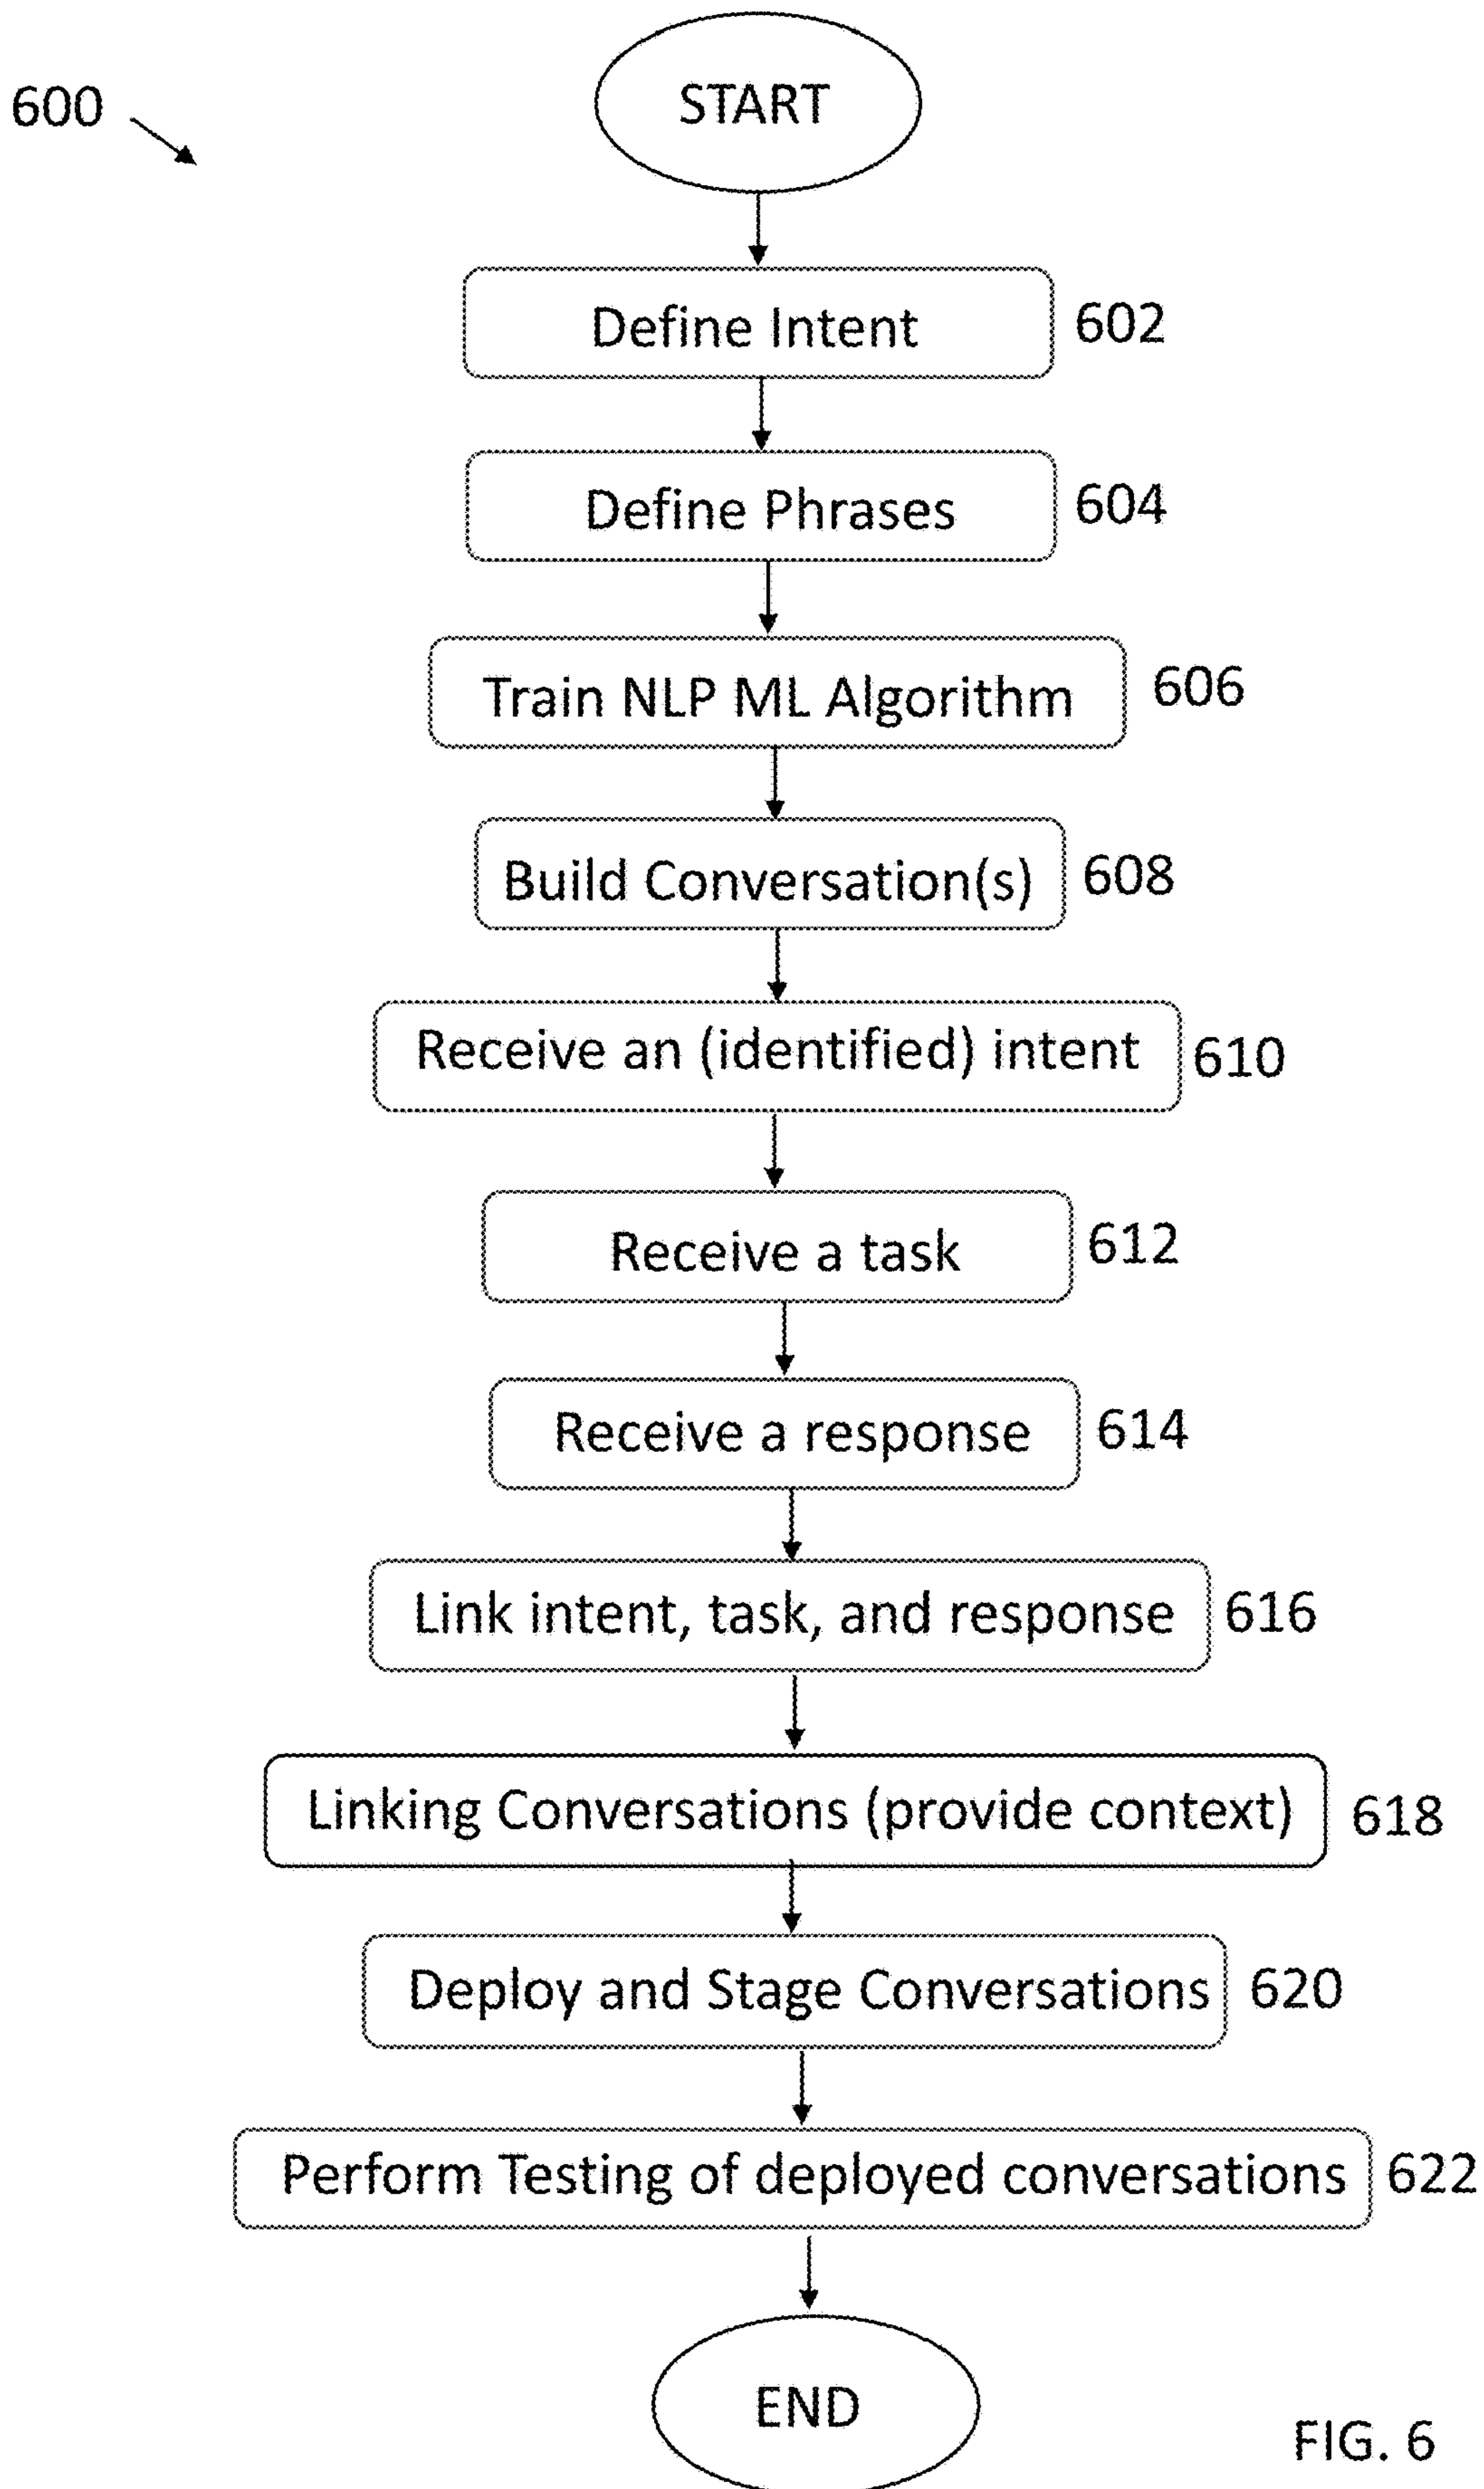 600
START
Define Intent 602
Define Phrases 604
Train NLP ML Algorithm 606
Build Conversation(s) 608
Receive an (identified) intent 610
Receive a task 612
Receive a response 614
Link intent, task, and response 616
Linking Conversations (provide context) 618
Deploy and Stage Conversations 620
Perform Testing of deployed conversations 622
END
FIG. 6